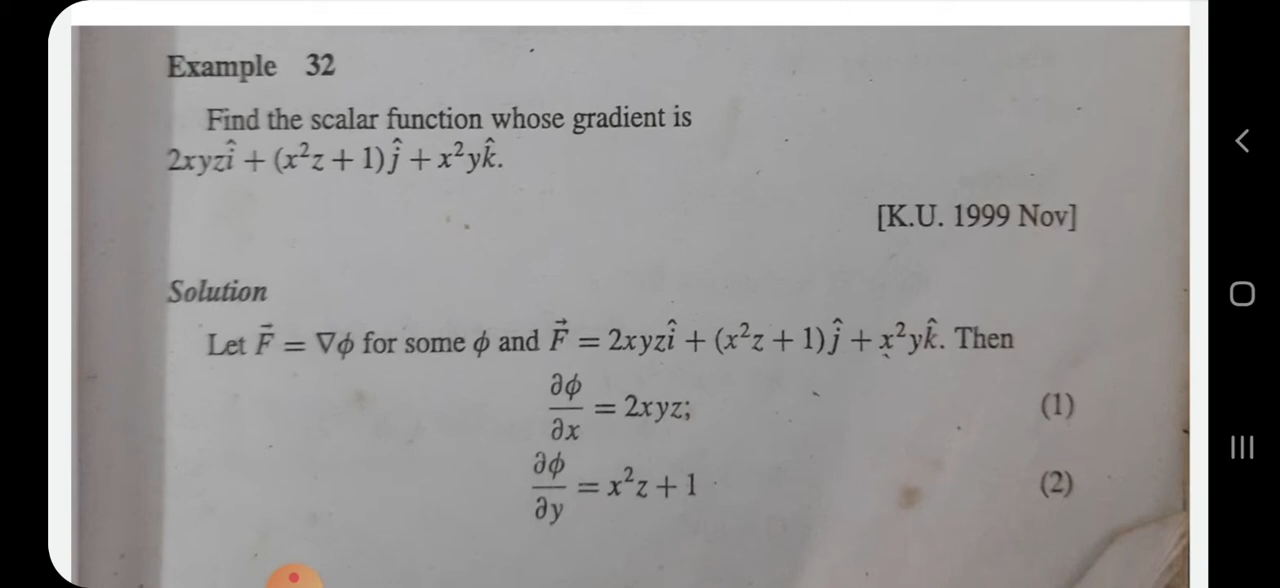 Example 32
Find the scalar function whose gradient is
2xyzî + (x²z + 1)ĵ + x²yk̂.
[K.U. 1999 Nov]
Solution
Let F⃗ = ∇ϕ for some ϕ and F⃗ = 2xyzî + (x²z + 1)ĵ + x²yk̂. Then
∂ϕ/∂x = 2xyz; (1)
∂ϕ/∂y = x²z + 1 (2)